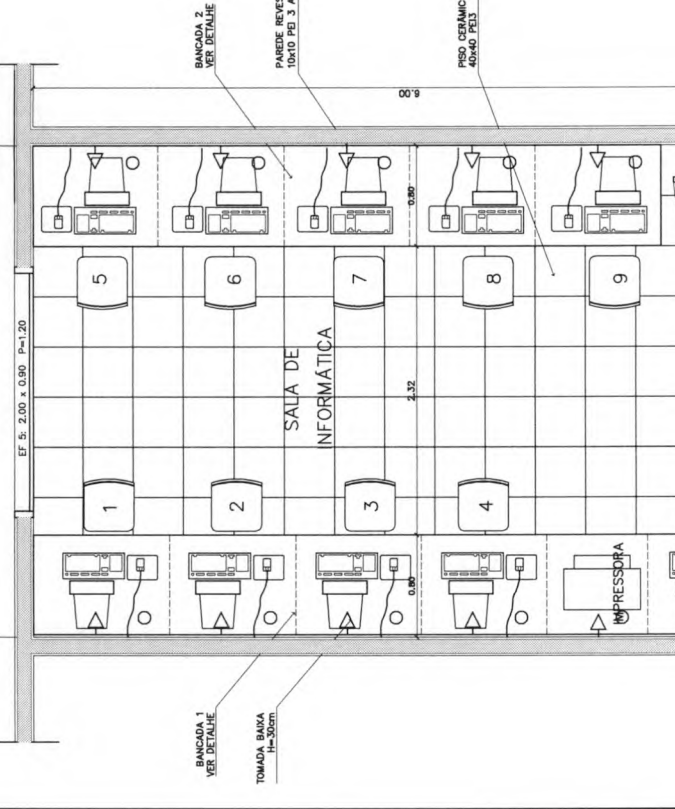 BANCADA 2
VER DETALHE
PAREDE REVES
10x10 PEI 3 A
PISO CERÂMIC
40x40 PEI3
6.00
0.80
EF 5: 2.00 x 0.90 P=1.20
5
6
7
8
9
SALA DE
INFORMÁTICA
2.32
1
2
3
4
0.80
IMPRESSORA
BANCADA 1
VER DETALHE
TOMADA BAIXA
H=30cm